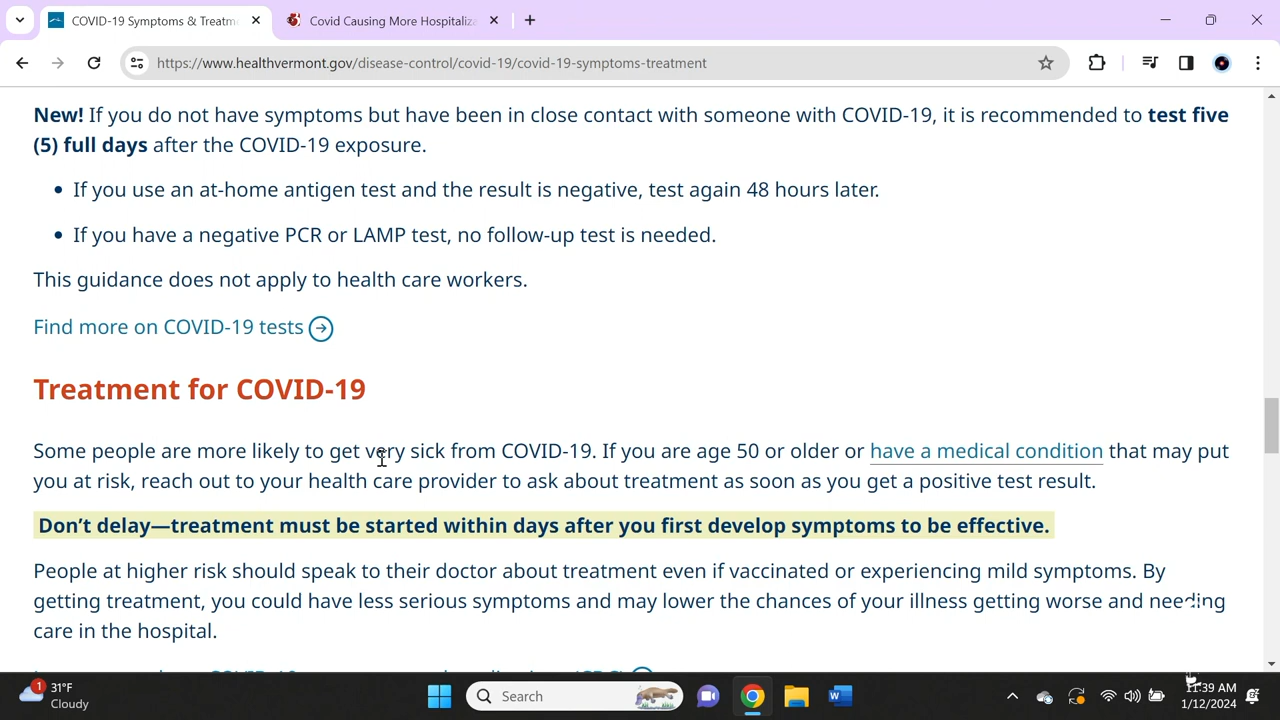 COVID-19 Symptoms & Treatm
Covid Causing More Hospitaliz
https://www.healthvermont.gov/disease-control/covid-19/covid-19-symptoms-treatment
New! If you do not have symptoms but have been in close contact with someone with COVID-19, it is recommended to test five
(5) full days after the COVID-19 exposure.
• If you use an at-home antigen test and the result is negative, test again 48 hours later.
• If you have a negative PCR or LAMP test, no follow-up test is needed.
This guidance does not apply to health care workers.
Find more on COVID-19 tests
Treatment for COVID-19
Some people are more likely to get very sick from COVID-19. If you are age 50 or older or have a medical condition that may put
you at risk, reach out to your health care provider to ask about treatment as soon as you get a positive test result.
Don't delay—treatment must be started within days after you first develop symptoms to be effective.
People at higher risk should speak to their doctor about treatment even if vaccinated or experiencing mild symptoms. By
getting treatment, you could have less serious symptoms and may lower the chances of your illness getting worse and needing
care in the hospital.
1
31°F
Cloudy
Search
11:39 AM
1/12/2024